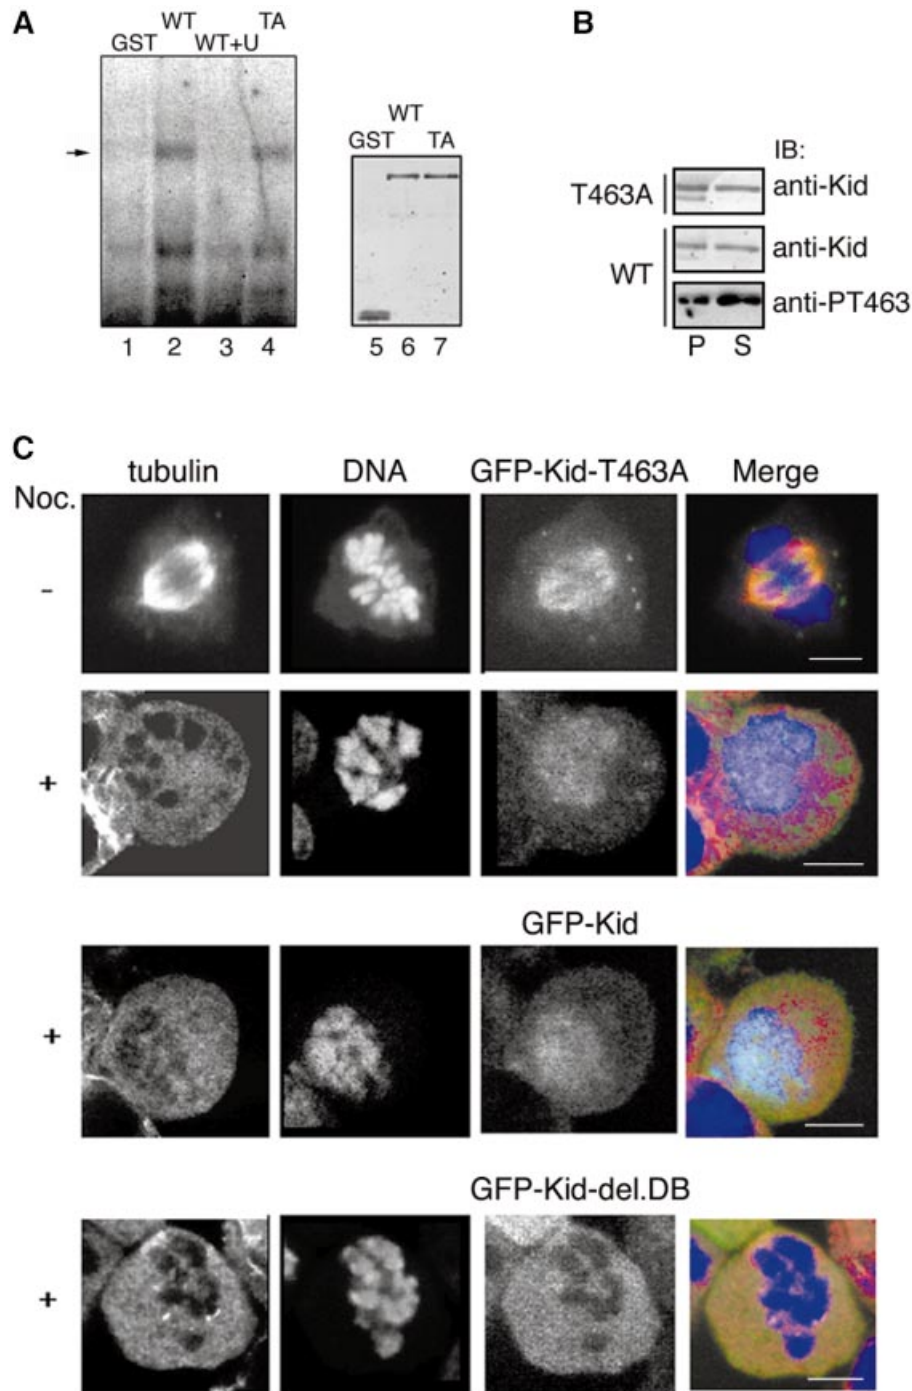 A
WT TA
GST WT+U
WT
GST TA
1 2 3 4
5 6 7
B
IB:
T463A anti-Kid
anti-Kid
WT
anti-PT463
P S
C
tubulin DNA GFP-Kid-T463A Merge
Noc.
-
+
GFP-Kid
+
GFP-Kid-del.DB
+